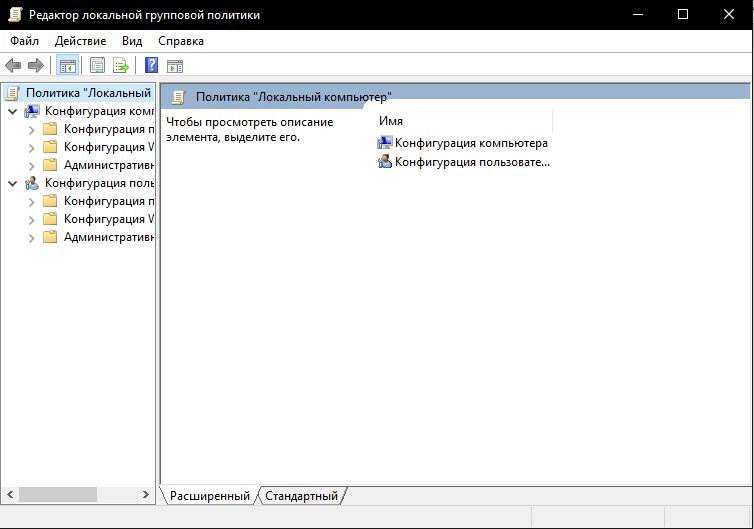 Редактор локальной групповой политики
Файл Действие Вид Справка
Политика "Локальный
Конфигурация комп
Конфигурация п
Конфигурация W
Административн
Конфигурация поль
Конфигурация п
Конфигурация W
Административн
Политика "Локальный компьютер"
Чтобы просмотреть описание
элемента, выделите его.
Имя
Конфигурация компьютера
Конфигурация пользовате...
Расширенный Стандартный